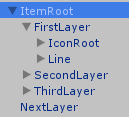 ItemRoot
FirstLayer
IconRoot
Line
SecondLayer
ThirdLayer
NextLayer